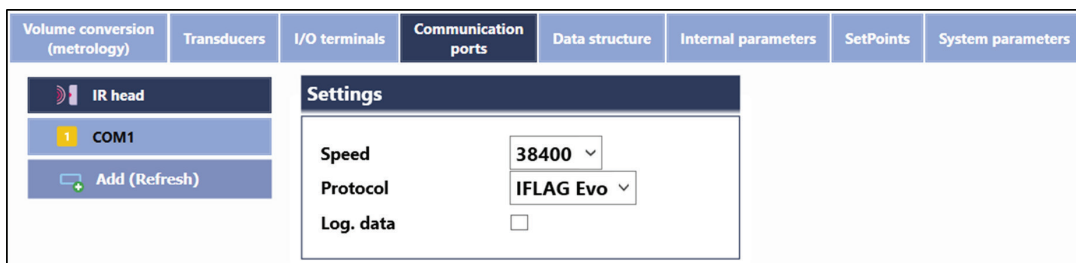 Volume conversion
(metrology)
Transducers
I/O terminals
Communication
ports
Data structure
Internal parameters
SetPoints
System parameters
IR head
1 COM1
Add (Refresh)
Settings
Speed 38400
Protocol IFLAG Evo
Log. data